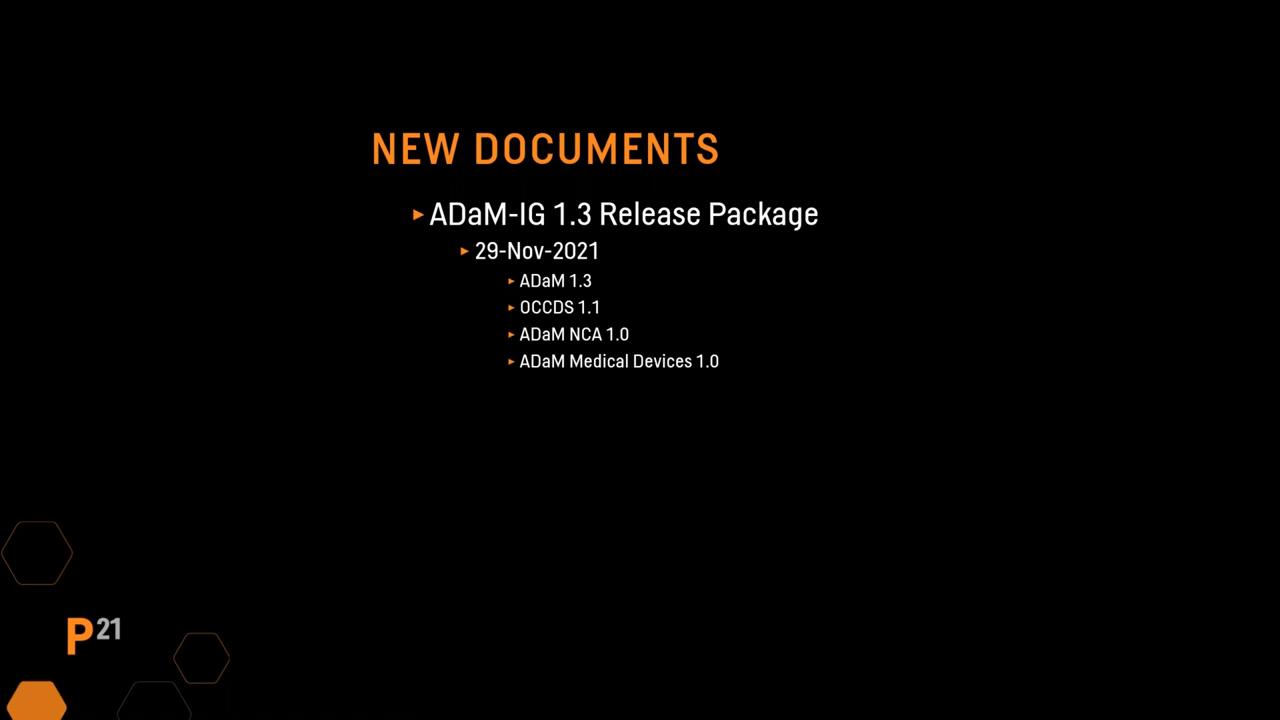 NEW DOCUMENTS
ADaM-IG 1.3 Release Package
29-Nov-2021
ADaM 1.3
OCCDS 1.1
ADaM NCA 1.0
ADaM Medical Devices 1.0
P21